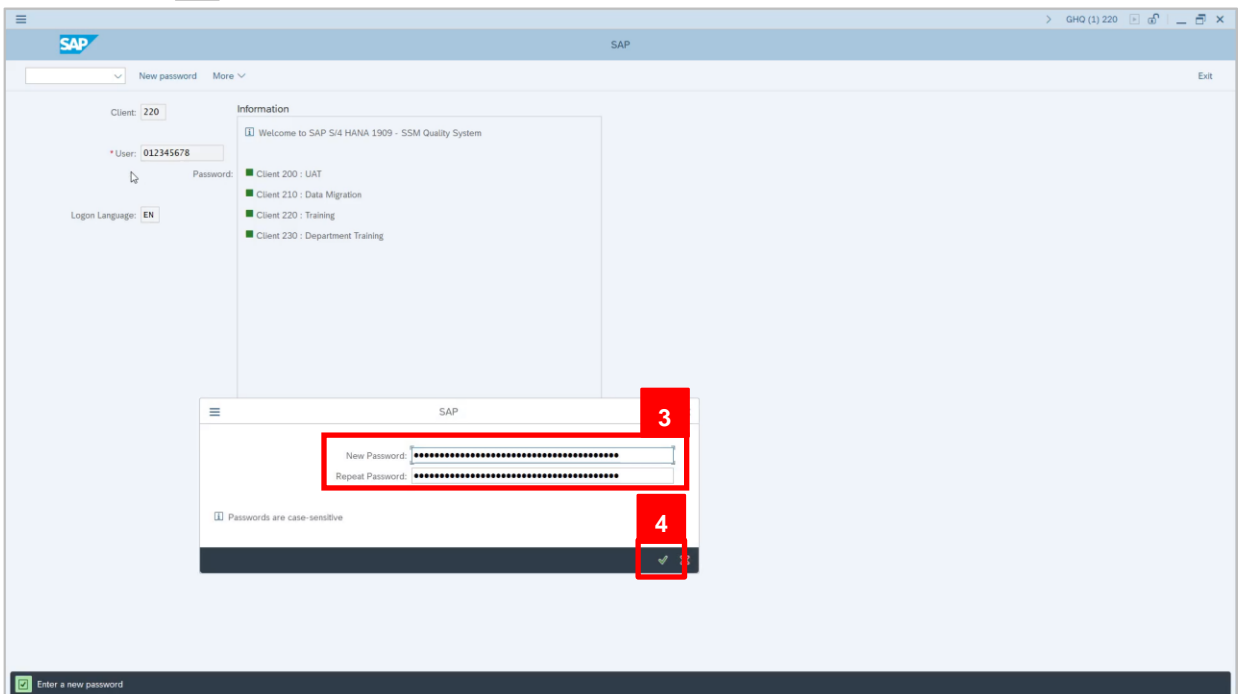 GHQ (1) 220
SAP
SAP
New password More
Exit
Client: 220
Information
Welcome to SAP S/4 HANA 1909 - SSM Quality System
*User: 012345678
Password:
Client 200 : UAT
Client 210 : Data Migration
Logon Language: EN
Client 220 : Training
Client 230 : Department Training
SAP
3
New Password: ●●●●●●●●●●●●●●●●●●●●●●●●●●●●●●●●●●●●●●●●
Repeat Password: ●●●●●●●●●●●●●●●●●●●●●●●●●●●●●●●●●●●●●●●●
Passwords are case-sensitive
4
Enter a new password